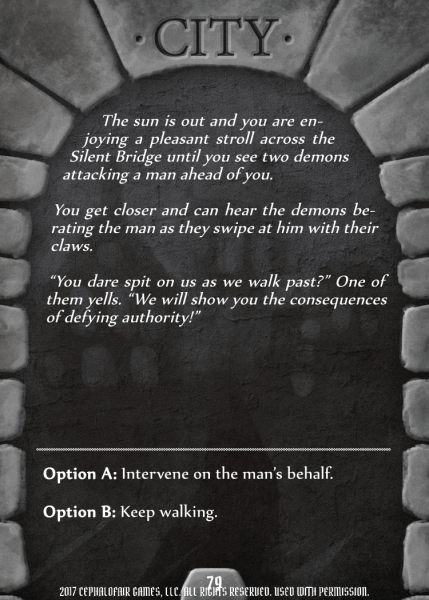 · CITY ·
The sun is out and you are en-
joying a pleasant stroll across the
Silent Bridge until you see two demons
attacking a man ahead of you.
You get closer and can hear the demons be-
rating the man as they swipe at him with their
claws.
“You dare spit on us as we walk past?” One of
them yells. “We will show you the consequences
of defying authority!”
Option A: Intervene on the man’s behalf.
Option B: Keep walking.
79
2017 CEPHALOFAIR GAMES, LLC. ALL RIGHTS RESERVED. USED WITH PERMISSION.